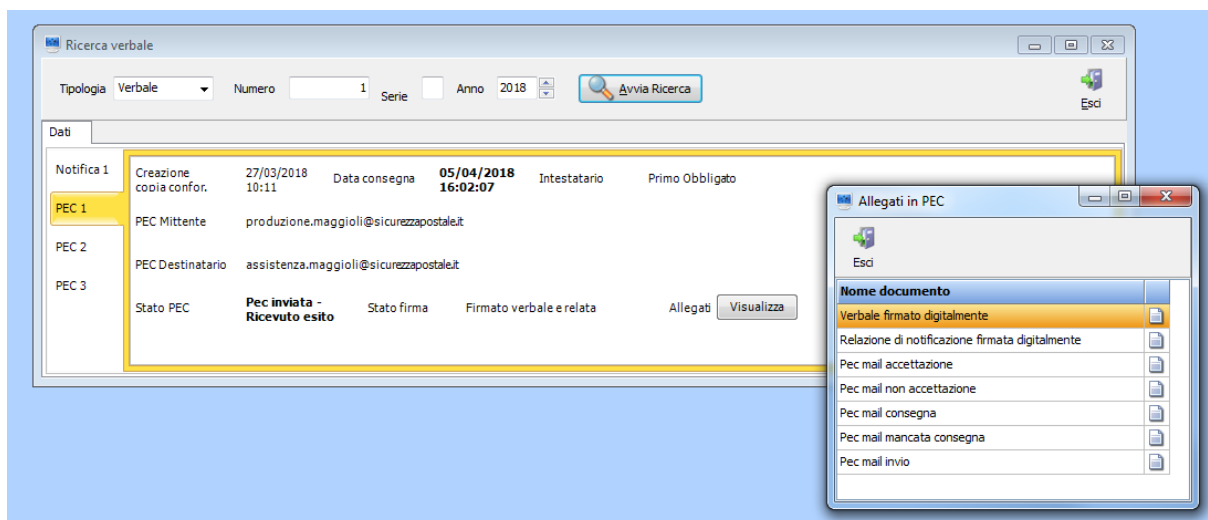 Ricerca verbale
Tipologia Verbale Numero 1 Serie Anno 2018 Avvia Ricerca Esci
Dati
Notifica 1
PEC 1
PEC 2
PEC 3
Creazione copia confor. 27/03/2018 10:11 Data consegna 05/04/2018 16:02:07 Intestatario Primo Obbligato
PEC Mittente produzione.maggioli@sicurezzapostale.it
PEC Destinatario assistenza.maggioli@sicurezzapostale.it
Stato PEC Pec inviata - Ricevuto esito Stato firma Firmato verbale e relata Allegati Visualizza
Allegati in PEC
Esci
Nome documento
Verbale firmato digitalmente
Relazione di notificazione firmata digitalmente
Pec mail accettazione
Pec mail non accettazione
Pec mail consegna
Pec mail mancata consegna
Pec mail invio